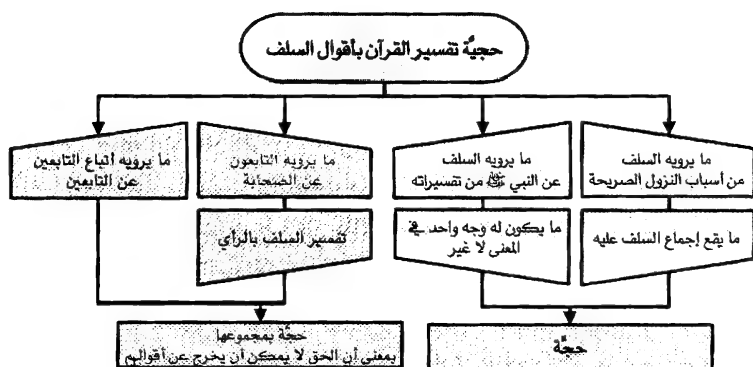 حجيَّة تفسير القرآن بأقوال السلف
ما يرويه السلف
من أسباب النزول الصريحة
ما يرويه السلف
عن النبي ﷺ من تفسيراته
ما يرويه التابعون
عن الصحابة
ما يرويه أتباع التابعين
عن التابعين
ما يقع إجماع السلف عليه
ما يكون له وجه واحد في
المعنى لا غير
تفسير السلف بالرأي
حجَّة
حجَّة بمجموعها
بمعنى أن الحق لا يمكن أن يخرج عن أقوالهم